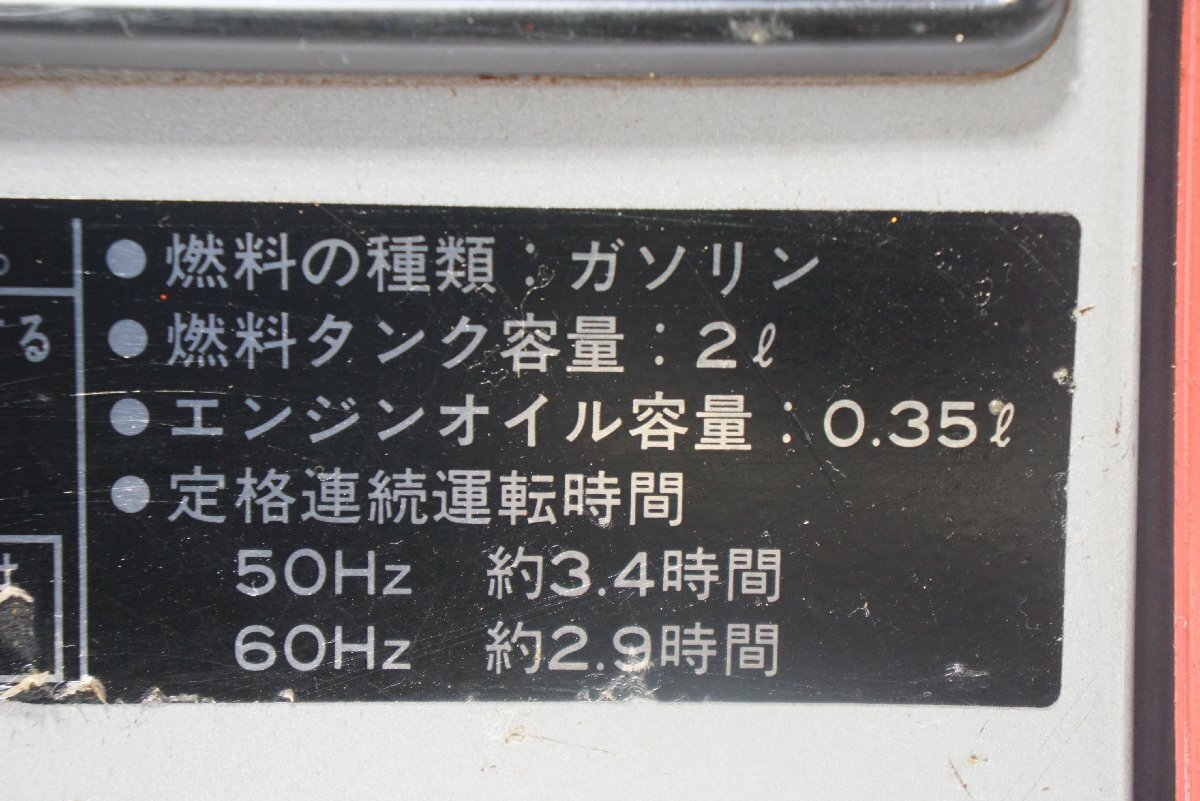 る
● 燃料の種類：ガソリン
● 燃料タンク容量：2ℓ
● エンジンオイル容量：0.35ℓ
● 定格連続運転時間
50Hz 約3.4時間
60Hz 約2.9時間